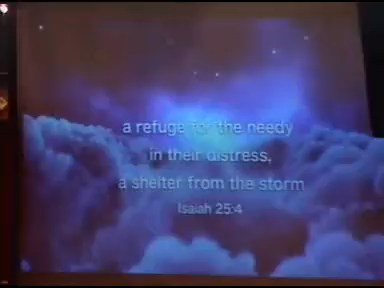 a refuge for the needy
in their distress,
a shelter from the storm
Isaiah 25:4